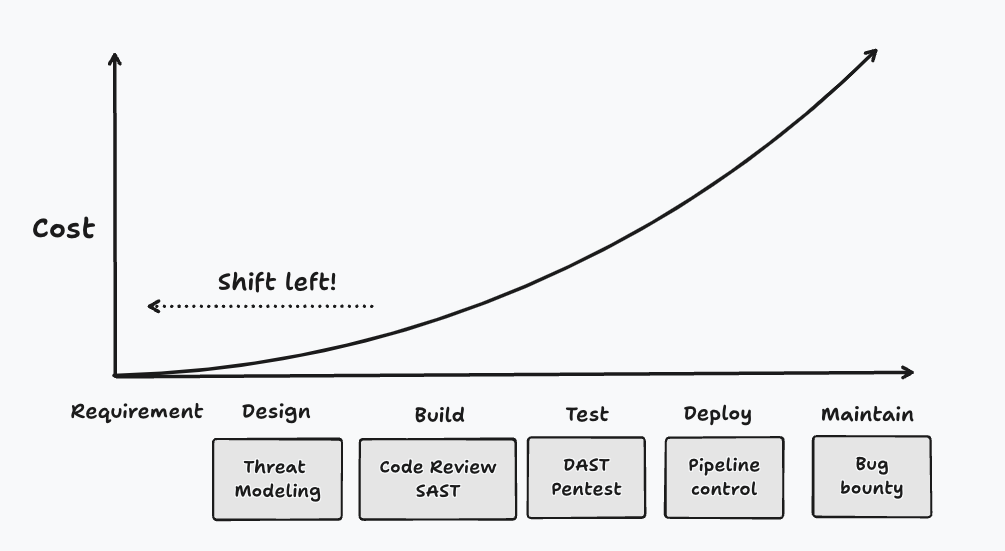 Cost
Shift left!
Requirement Design Build Test Deploy Maintain
Threat
Modeling
Code Review
SAST
DAST
Pentest
Pipeline
control
Bug
bounty